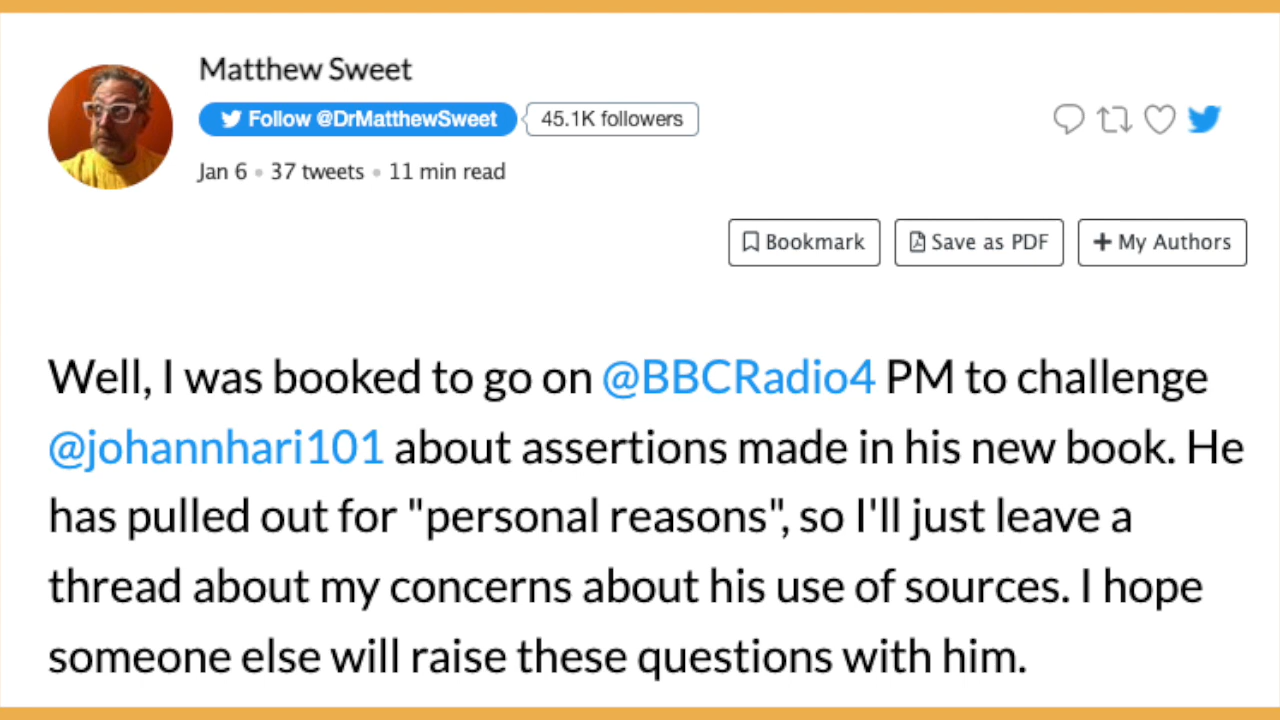 Matthew Sweet
Follow @DrMatthewSweet 45.1K followers
Jan 6 • 37 tweets • 11 min read
Bookmark Save as PDF + My Authors
Well, I was booked to go on @BBCRadio4 PM to challenge
@johannhari101 about assertions made in his new book. He
has pulled out for "personal reasons", so I'll just leave a
thread about my concerns about his use of sources. I hope
someone else will raise these questions with him.